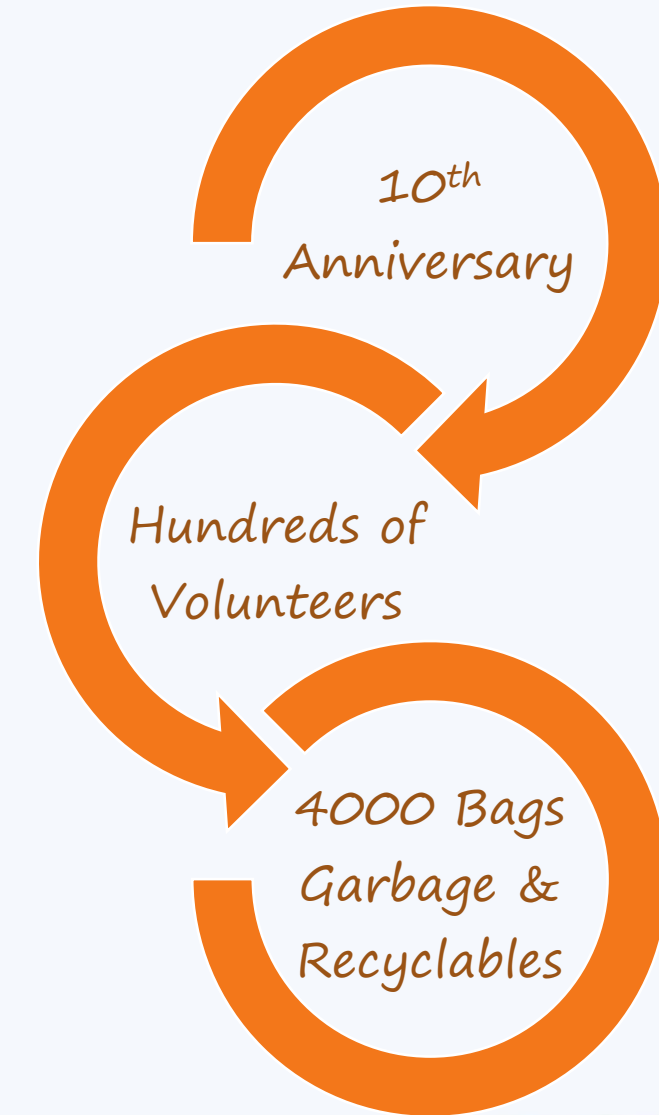 10th
Anniversary
Hundreds of
Volunteers
4000 Bags
Garbage &
Recyclables